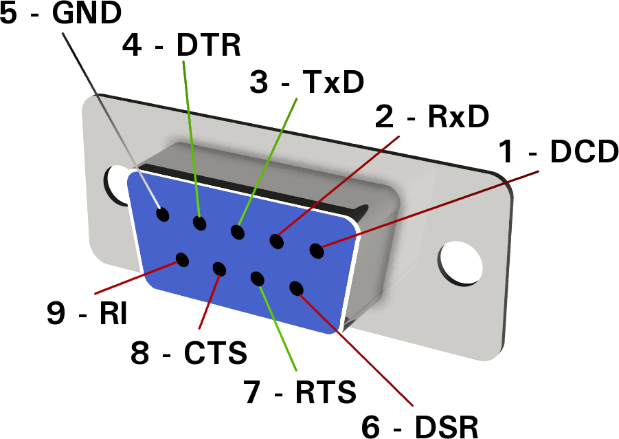 5 - GND
4 - DTR
3 - TxD
2 - RxD
1 - DCD
9 - RI
8 - CTS
7 - RTS
6 - DSR